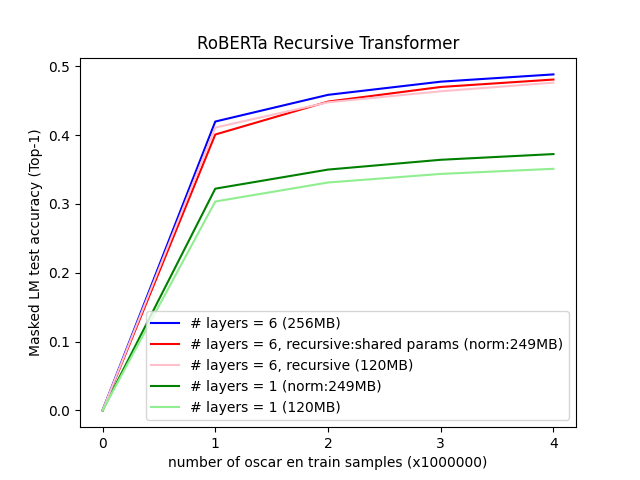 RoBERTa Recursive Transformer
Masked LM test accuracy (Top-1)
0.5
0.4
0.3
0.2
0.1
0.0
# layers = 6 (256MB)
# layers = 6, recursive:shared params (norm:249MB)
# layers = 6, recursive (120MB)
# layers = 1 (norm:249MB)
# layers = 1 (120MB)
0 1 2 3 4
number of oscar en train samples (x1000000)